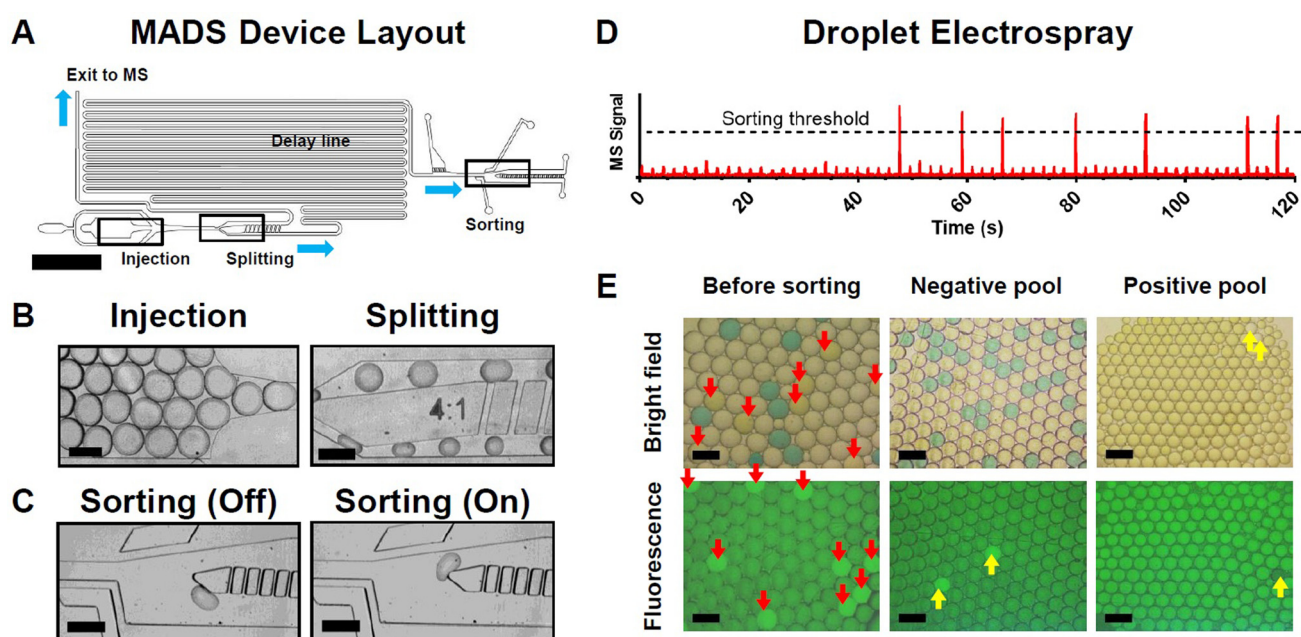 A
MADS Device Layout
Exit to MS
Delay line
Sorting
Injection
Splitting
B
Injection
Splitting
4:1
C
Sorting (Off)
Sorting (On)
D
Droplet Electrospray
MS Signal
Sorting threshold
0 20 40 60 80 100 120
Time (s)
E
Before sorting
Negative pool
Positive pool
Bright field
Fluorescence